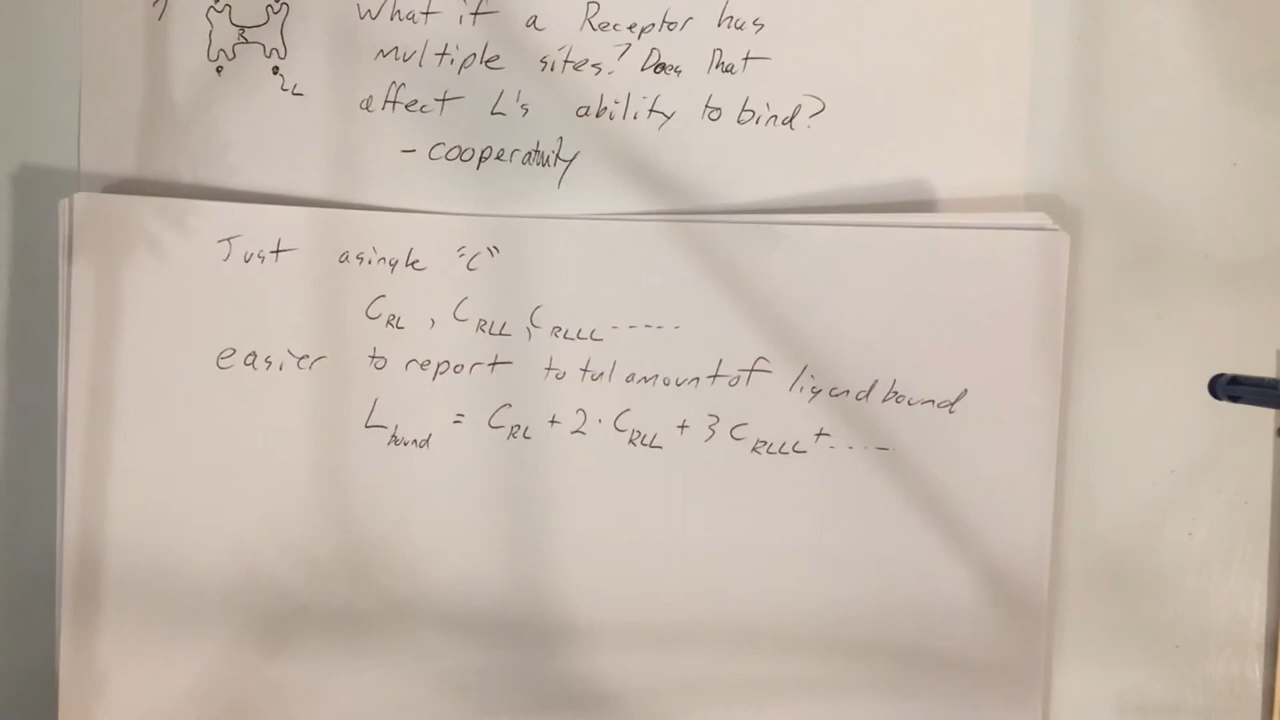 R
L
What if a Receptor has
multiple sites? Does That
affect L's ability to bind?
- cooperativity
Just a single "C"
C_RL , C_RLL , C_RLLL -----
easier to report total amount of ligand bound
L_bound = C_RL + 2 · C_RLL + 3 C_RLLL + ....-